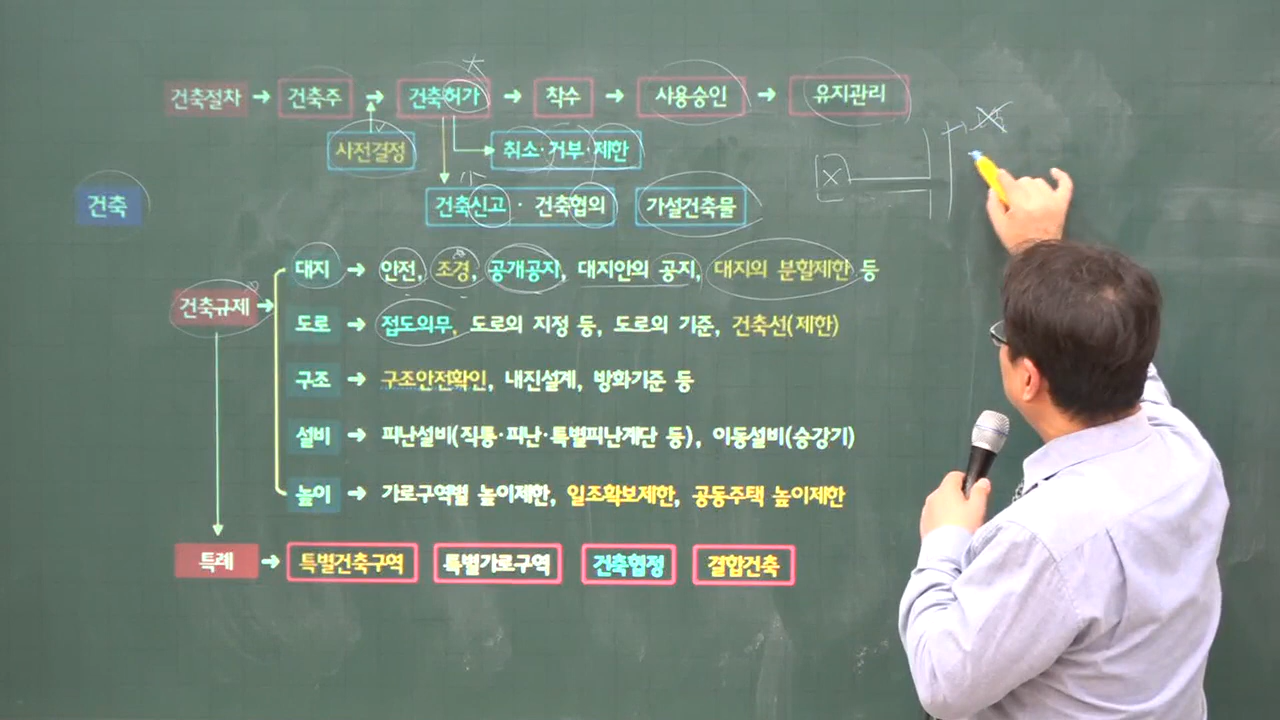 건축절차 → 건축주 → 건축허가 → 착수 → 사용승인 → 유지관리
사전결정 취소·거부·제한
건축 건축신고 · 건축협의 가설건축물
대지 → 안전, 조경, 공개공지, 대지안의 공지, 대지의 분할제한 등
건축규제 →
도로 → 접도의무, 도로의 지정 등, 도로의 기준, 건축선(제한)
구조 → 구조안전확인, 내진설계, 방화기준 등
설비 → 피난설비(직통·피난·특별피난계단 등), 이동설비(승강기)
높이 → 가로구역별 높이제한, 일조확보제한, 공동주택 높이제한
특례 → 특별건축구역 특별가로구역 건축협정 결합건축